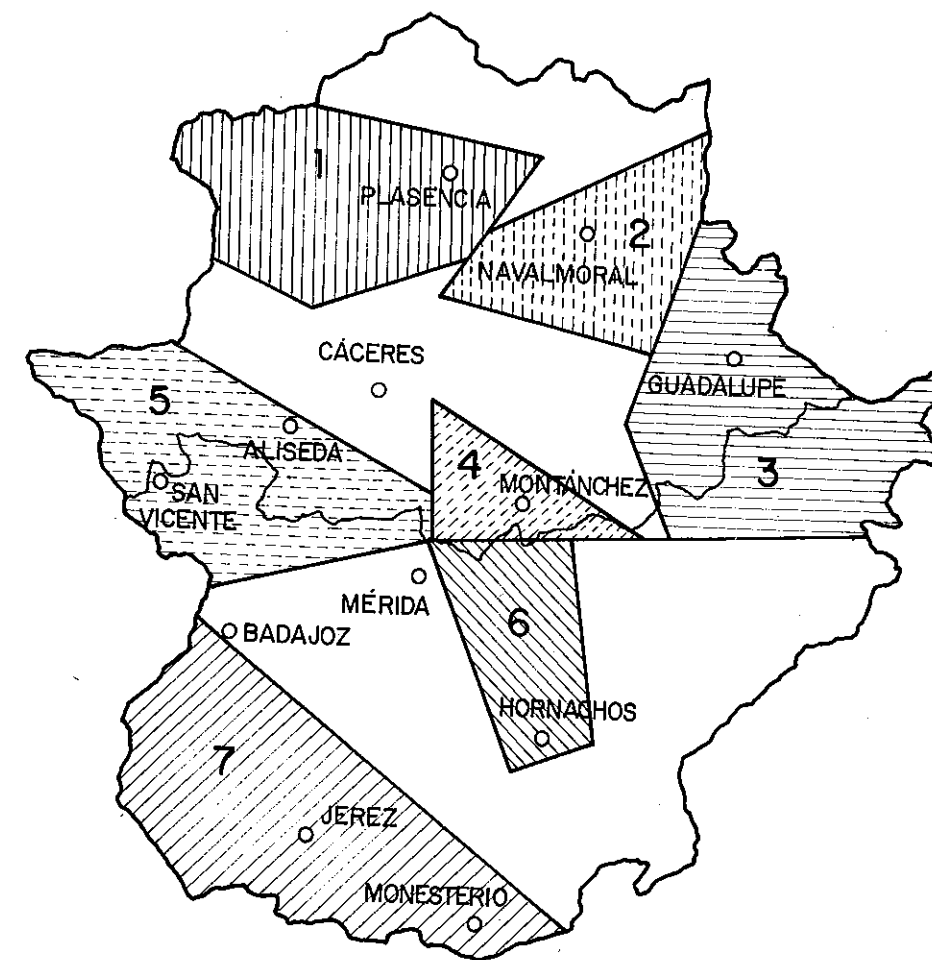 1
PLASENCIA
2
NAVALMORAL
CÁCERES
GUADALUPE
5
ALISEDA
4
MONTÁNCHEZ
3
SAN
VICENTE
MÉRIDA
6
BADAJOZ
HORNACHOS
7
JEREZ
MONESTERIO